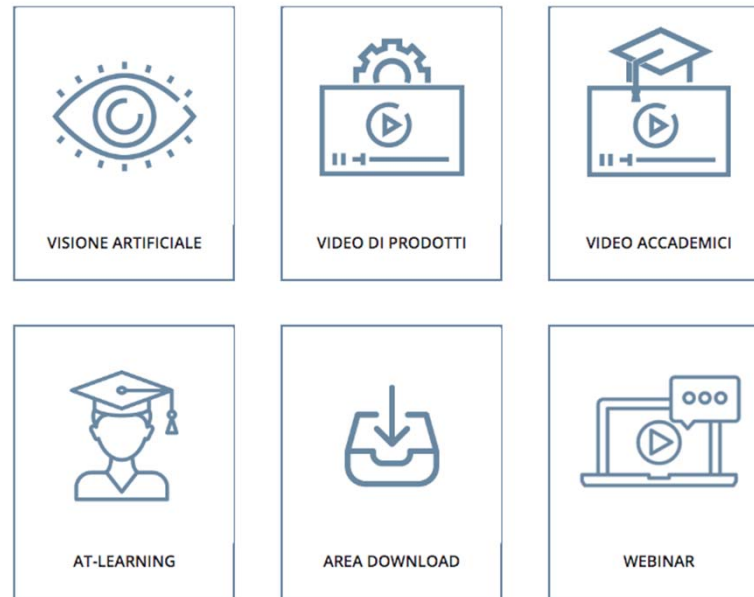 VISIONE ARTIFICIALE
VIDEO DI PRODOTTI
VIDEO ACCADEMICI
AT-LEARNING
AREA DOWNLOAD
WEBINAR